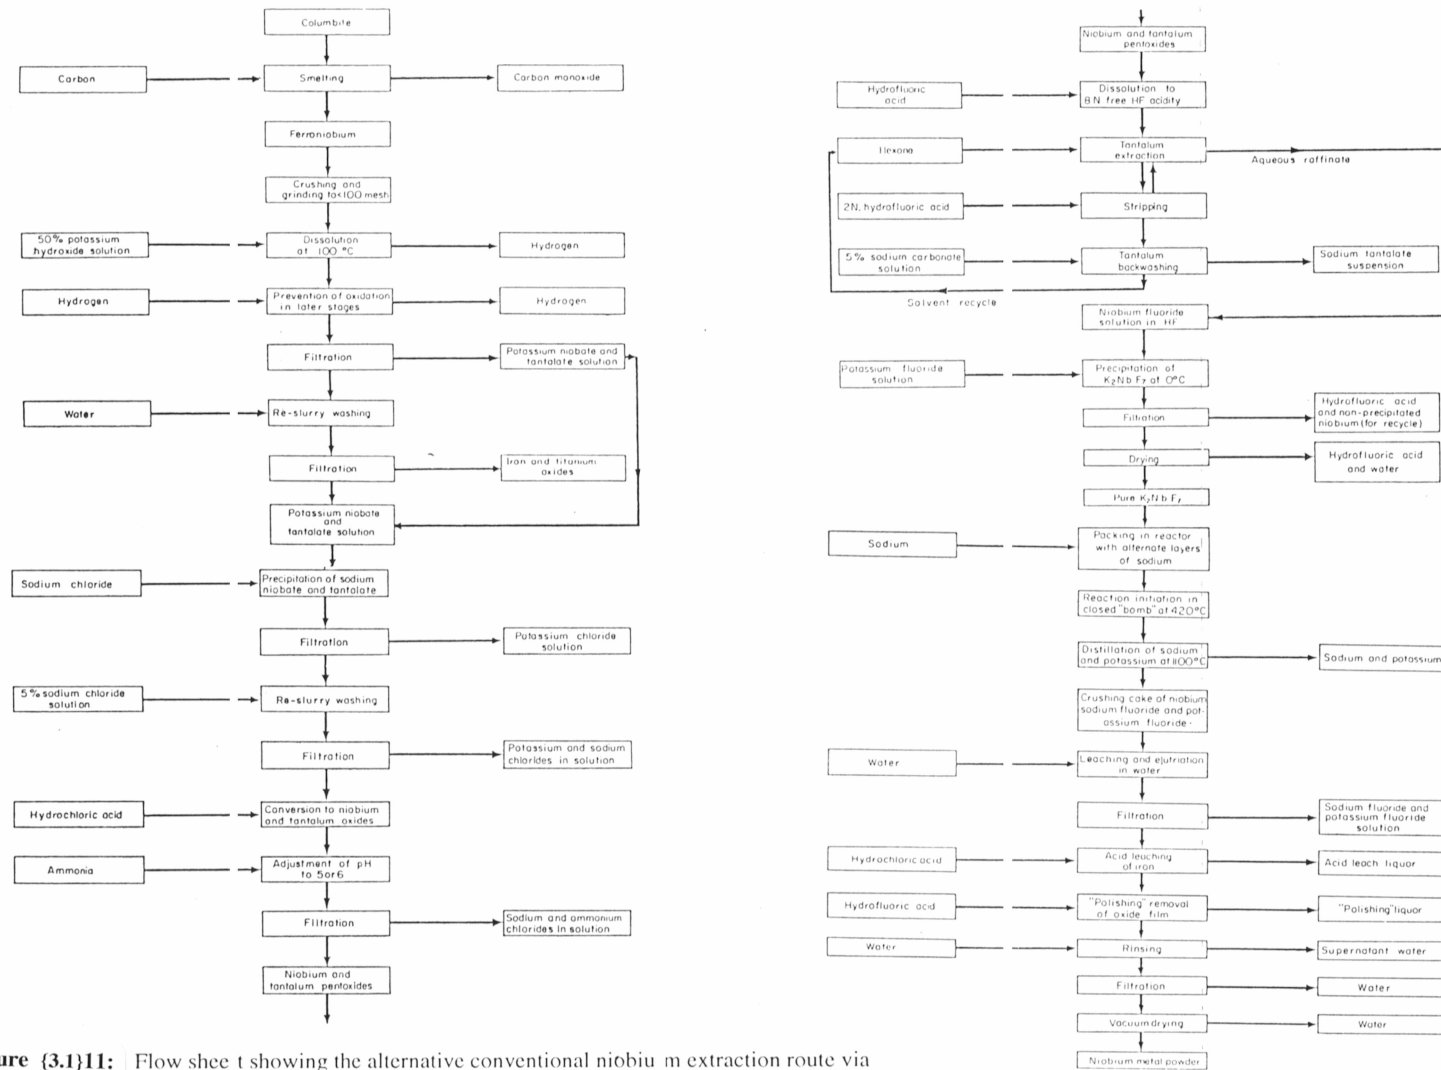 Columbite
Carbon
Smelting
Carbon monoxide
Ferroniobium
Crushing and
grinding to<100 mesh
50% potassium
hydroxide solution
Dissolution
at 100 °C
Hydrogen
Hydrogen
Prevention of oxidation
in later stages
Hydrogen
Filtration
Potassium niobate and
tantalate solution
Water
Re-slurry washing
Filtration
Iron and titanium
oxides
Potassium niobate
and
tantalate solution
Sodium chloride
Precipitation of sodium
niobate and tantalate
Filtration
Potassium chloride
solution
5% sodium chloride
solution
Re-slurry washing
Filtration
Potassium and sodium
chlorides in solution
Hydrochloric acid
Conversion to niobium
and tantalum oxides
Ammonia
Adjustment of pH
to 5or6
Filtration
Sodium and ammonium
chlorides in solution
Niobium and
tantalum pentoxides
Niobium and tantalum
pentoxides
Hydrofluoric
acid
Dissolution to
8N free HF acidity
Hexone
Tantalum
extraction
Aqueous raffinate
2N. hydrofluoric acid
Stripping
5% sodium carbonate
solution
Tantalum
backwashing
Sodium tantalate
suspension
Solvent recycle
Niobium fluoride
solution in HF
Potassium fluoride
solution
Precipitation of
K₂Nb F₇ at 0°C
Filtration
Hydrofluoric acid
and non-precipitated
niobium (for recycle)
Drying
Hydrofluoric acid
and water
Pure K₂Nb F₇
Sodium
Packing in reactor
with alternate layers
of sodium
Reaction initiation in
closed "bomb" at 420°C
Distillation of sodium
and potassium at 1100°C
Sodium and potassium
Crushing cake of niobium
sodium fluoride and pot-
assium fluoride.
Water
Leaching and elutriation
in water
Filtration
Sodium fluoride and
potassium fluoride
solution
Hydrochloric acid
Acid leaching
of iron
Acid leach liquor
Hydrofluoric acid
"Polishing" removal
of oxide film
"Polishing" liquor
Water
Rinsing
Supernatant water
Filtration
Water
Vacuum drying
Water
Niobium metal powder
ure {3.1}11: Flow shee t showing the alternative conventional niobiu m extraction route via